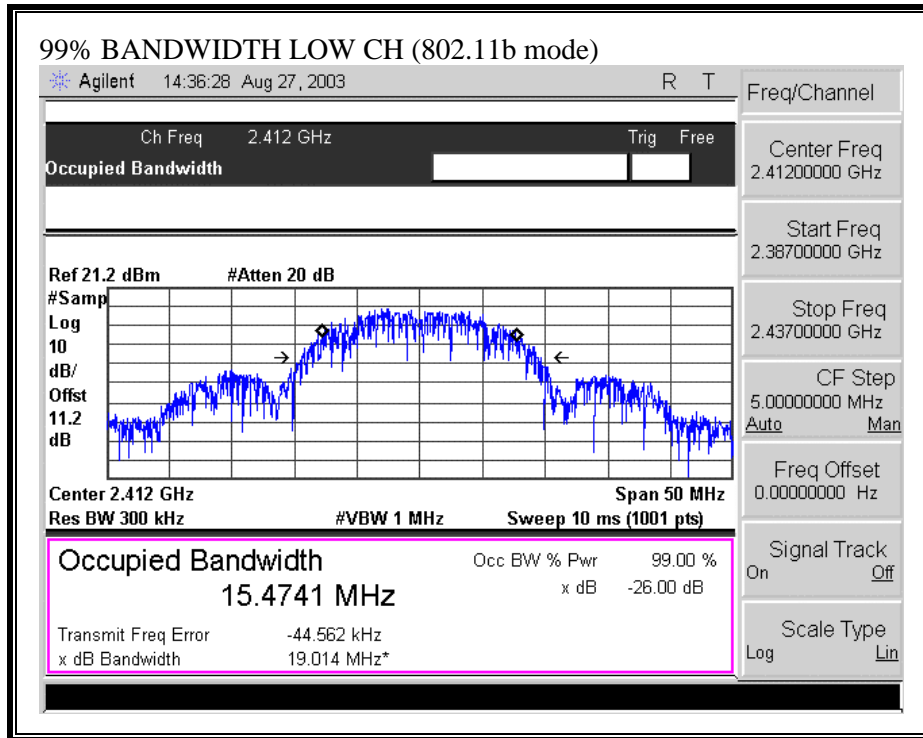 99% BANDWIDTH LOW CH (802.11b mode)
Agilent 14:36:28 Aug 27, 2003 R T
Freq/Channel
Ch Freq 2.412 GHz Trig Free
Occupied Bandwidth
Center Freq
2.41200000 GHz
Start Freq
2.38700000 GHz
Stop Freq
2.43700000 GHz
CF Step
5.00000000 MHz
Auto Man
Freq Offset
0.00000000 Hz
Signal Track
On Off
Scale Type
Log Lin
Ref 21.2 dBm #Atten 20 dB
#Samp
Log
10
dB/
Offst
11.2
dB
Center 2.412 GHz Span 50 MHz
Res BW 300 kHz #VBW 1 MHz Sweep 10 ms (1001 pts)
Occupied Bandwidth Occ BW % Pwr 99.00 %
15.4741 MHz x dB -26.00 dB
Transmit Freq Error -44.562 kHz
x dB Bandwidth 19.014 MHz*